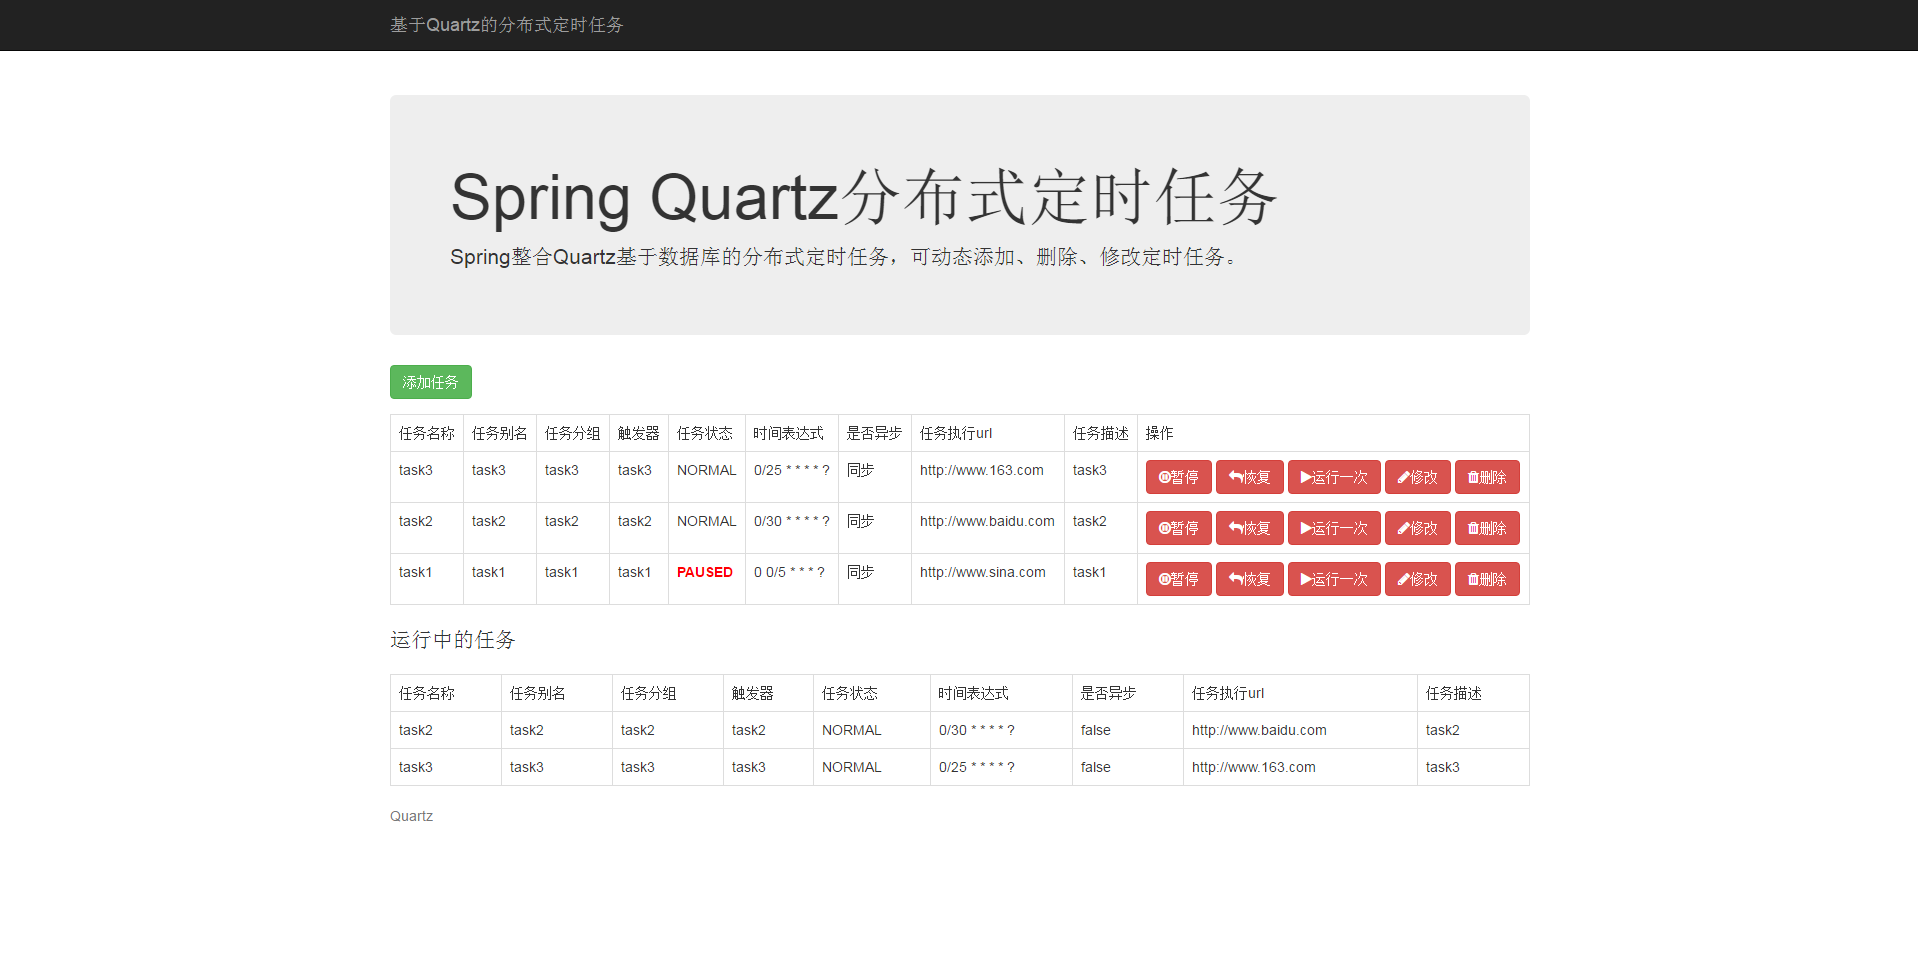 基于Quartz的分布式定时任务
Spring Quartz分布式定时任务
Spring整合Quartz基于数据库的分布式定时任务，可动态添加、删除、修改定时任务。
添加任务
任务名称 任务别名 任务分组 触发器 任务状态 时间表达式 是否异步 任务执行url 任务描述 操作
task3 task3 task3 task3 NORMAL 0/25 * * * * ? 同步 http://www.163.com task3 暂停 恢复 运行一次 修改 删除
task2 task2 task2 task2 NORMAL 0/30 * * * * ? 同步 http://www.baidu.com task2 暂停 恢复 运行一次 修改 删除
task1 task1 task1 task1 PAUSED 0 0/5 * * * ? 同步 http://www.sina.com task1 暂停 恢复 运行一次 修改 删除
运行中的任务
任务名称 任务别名 任务分组 触发器 任务状态 时间表达式 是否异步 任务执行url 任务描述
task2 task2 task2 task2 NORMAL 0/30 * * * * ? false http://www.baidu.com task2
task3 task3 task3 task3 NORMAL 0/25 * * * * ? false http://www.163.com task3
Quartz